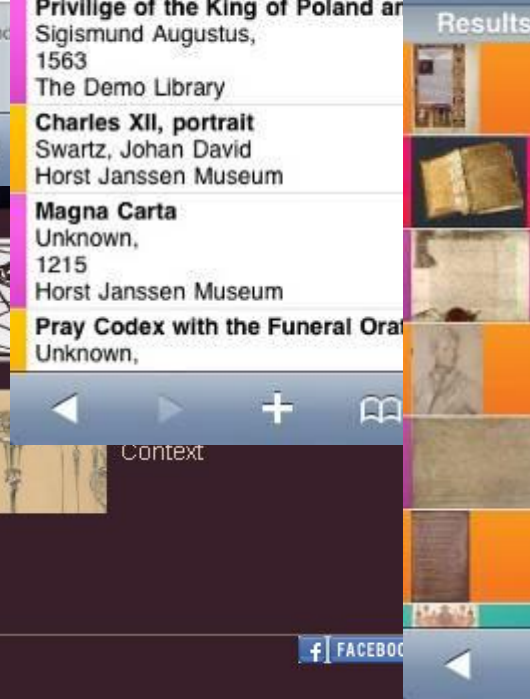 Privilige of the King of Poland an
Sigismund Augustus,
1563
The Demo Library
Charles XII, portrait
Swartz, Johan David
Horst Janssen Museum
Magna Carta
Unknown,
1215
Horst Janssen Museum
Pray Codex with the Funeral Orat
Unknown,
Context
f FACEBOO
Results